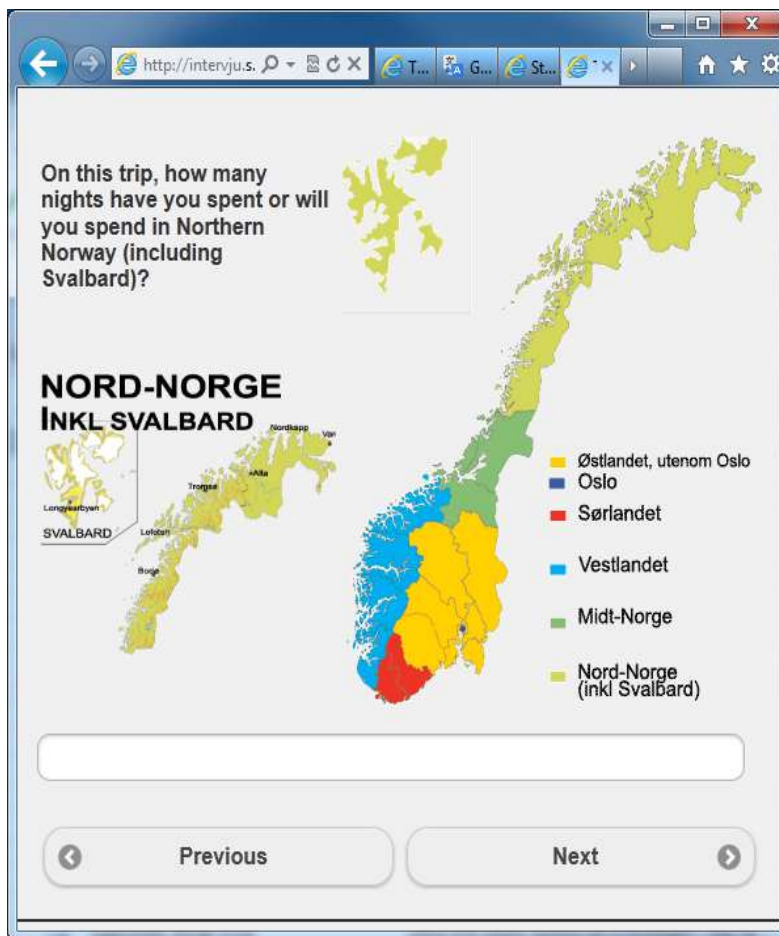 http://intervju.s.
T...
G...
St...
On this trip, how many
nights have you spent or will
you spend in Northern
Norway (including
Svalbard)?
NORD-NORGE
INKL SVALBARD
Nordkapp
Alta
Tromsø
Longyearbyen
SVALBARD
Lofoten
Bodø
Østlandet, utenom Oslo
Oslo
Sørlandet
Vestlandet
Midt-Norge
Nord-Norge
(inkl Svalbard)
Previous
Next